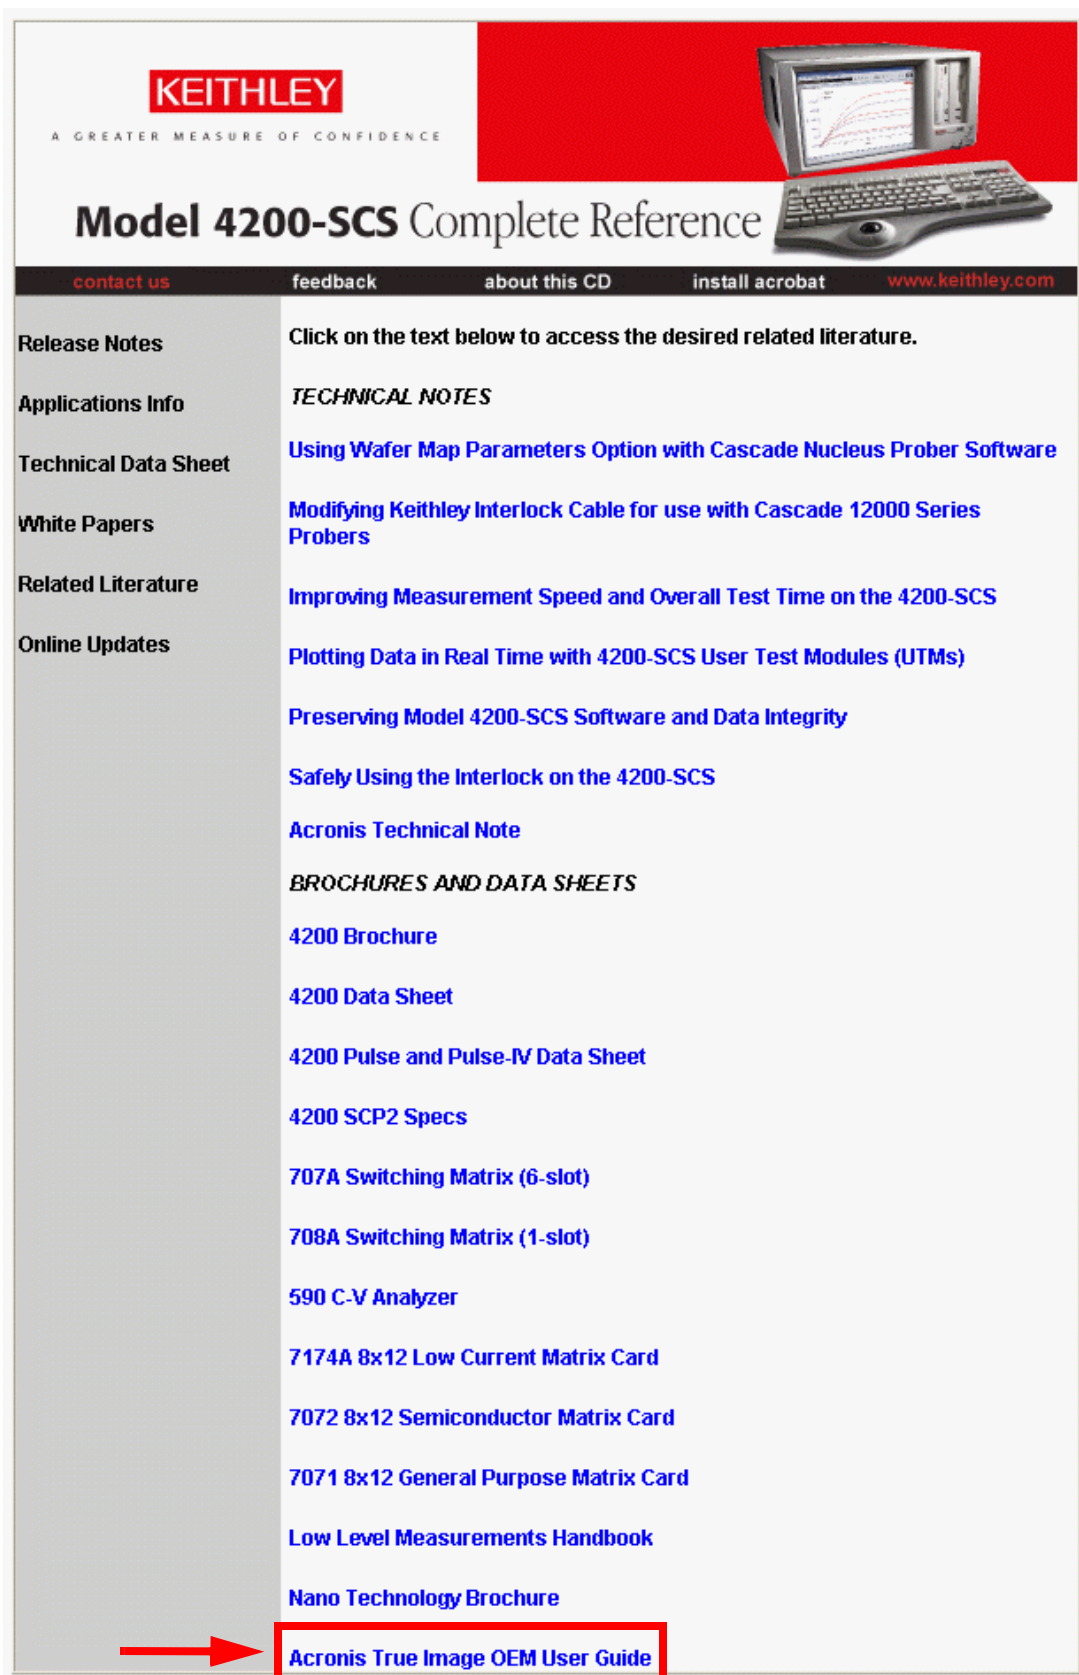 KEITHLEY
A GREATER MEASURE OF CONFIDENCE
Model 4200-SCS Complete Reference
contact us feedback about this CD install acrobat www.keithley.com
Release Notes
Applications Info
Technical Data Sheet
White Papers
Related Literature
Online Updates
Click on the text below to access the desired related literature.
TECHNICAL NOTES
Using Wafer Map Parameters Option with Cascade Nucleus Prober Software
Modifying Keithley Interlock Cable for use with Cascade 12000 Series
Probers
Improving Measurement Speed and Overall Test Time on the 4200-SCS
Plotting Data in Real Time with 4200-SCS User Test Modules (UTMs)
Preserving Model 4200-SCS Software and Data Integrity
Safely Using the Interlock on the 4200-SCS
Acronis Technical Note
BROCHURES AND DATA SHEETS
4200 Brochure
4200 Data Sheet
4200 Pulse and Pulse-IV Data Sheet
4200 SCP2 Specs
707A Switching Matrix (6-slot)
708A Switching Matrix (1-slot)
590 C-V Analyzer
7174A 8x12 Low Current Matrix Card
7072 8x12 Semiconductor Matrix Card
7071 8x12 General Purpose Matrix Card
Low Level Measurements Handbook
Nano Technology Brochure
Acronis True Image OEM User Guide